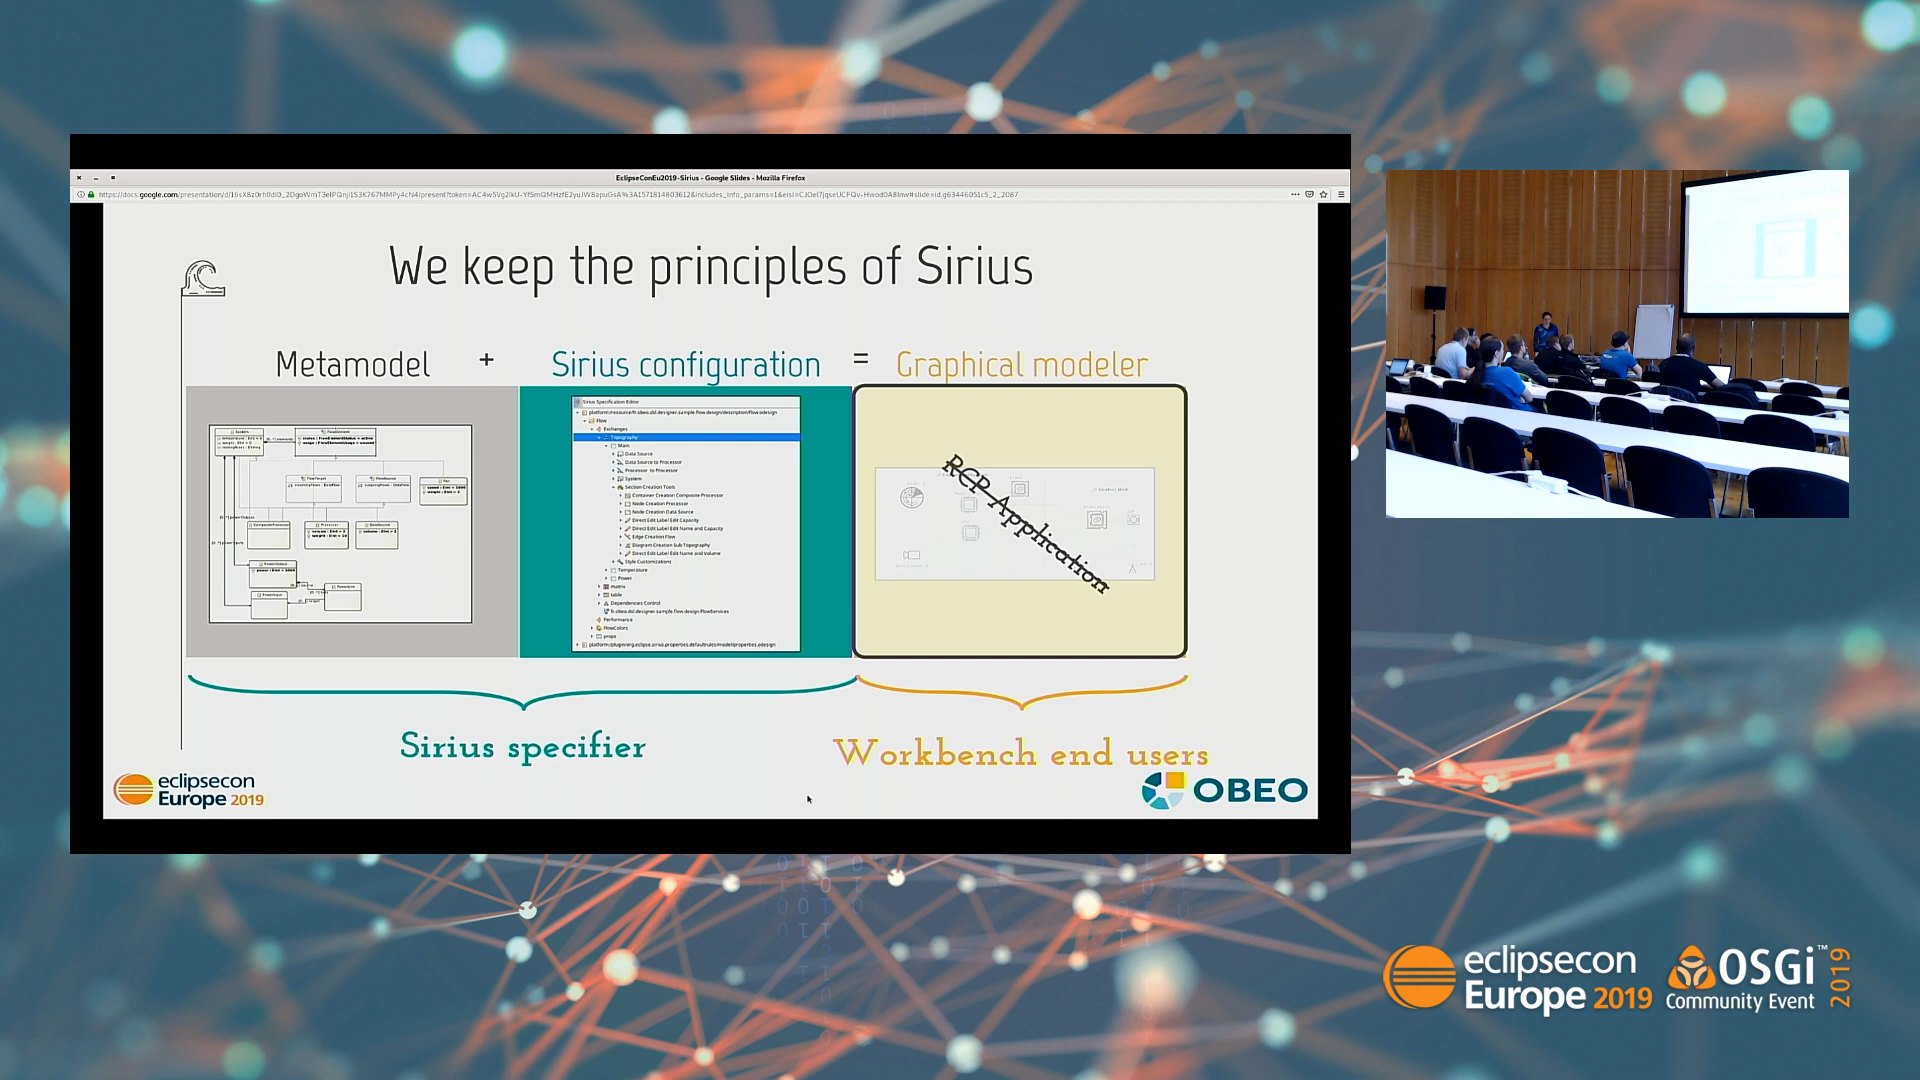 EclipseConEu2019-Sirius - Google Slides - Mozilla Firefox
We keep the principles of Sirius
Metamodel + Sirius configuration = Graphical modeler
Sirius Specification Editor
platform:/resource/fr.obeo.dsl.designer.sample.flow.design/description/flow.odesign
Flow
Exchanges
Topography
Main
Data Source
Data Source to Processor
Processor to Processor
System
Section Creation Tools
Container Creation Composite Processor
Node Creation Processor
Node Creation Data Source
Direct Edit Label Edit Capacity
Direct Edit Label Edit Name and Capacity
Edge Creation Flow
Diagram Creation Sub Topography
Direct Edit Label Edit Name and Volume
Style Customizations
Temperature
Power
matrix
table
Dependencies Control
fr.obeo.dsl.designer.sample.flow.design.FlowServices
Performance
FlowColors
props
platform:/plugin/org.eclipse.sirius.properties.defaultrules/model/properties.odesign
RCP Application
Sirius specifier
Workbench end users
eclipsecon
Europe 2019
OBEO
eclipsecon
Europe 2019
OSGi™
Community Event
2019